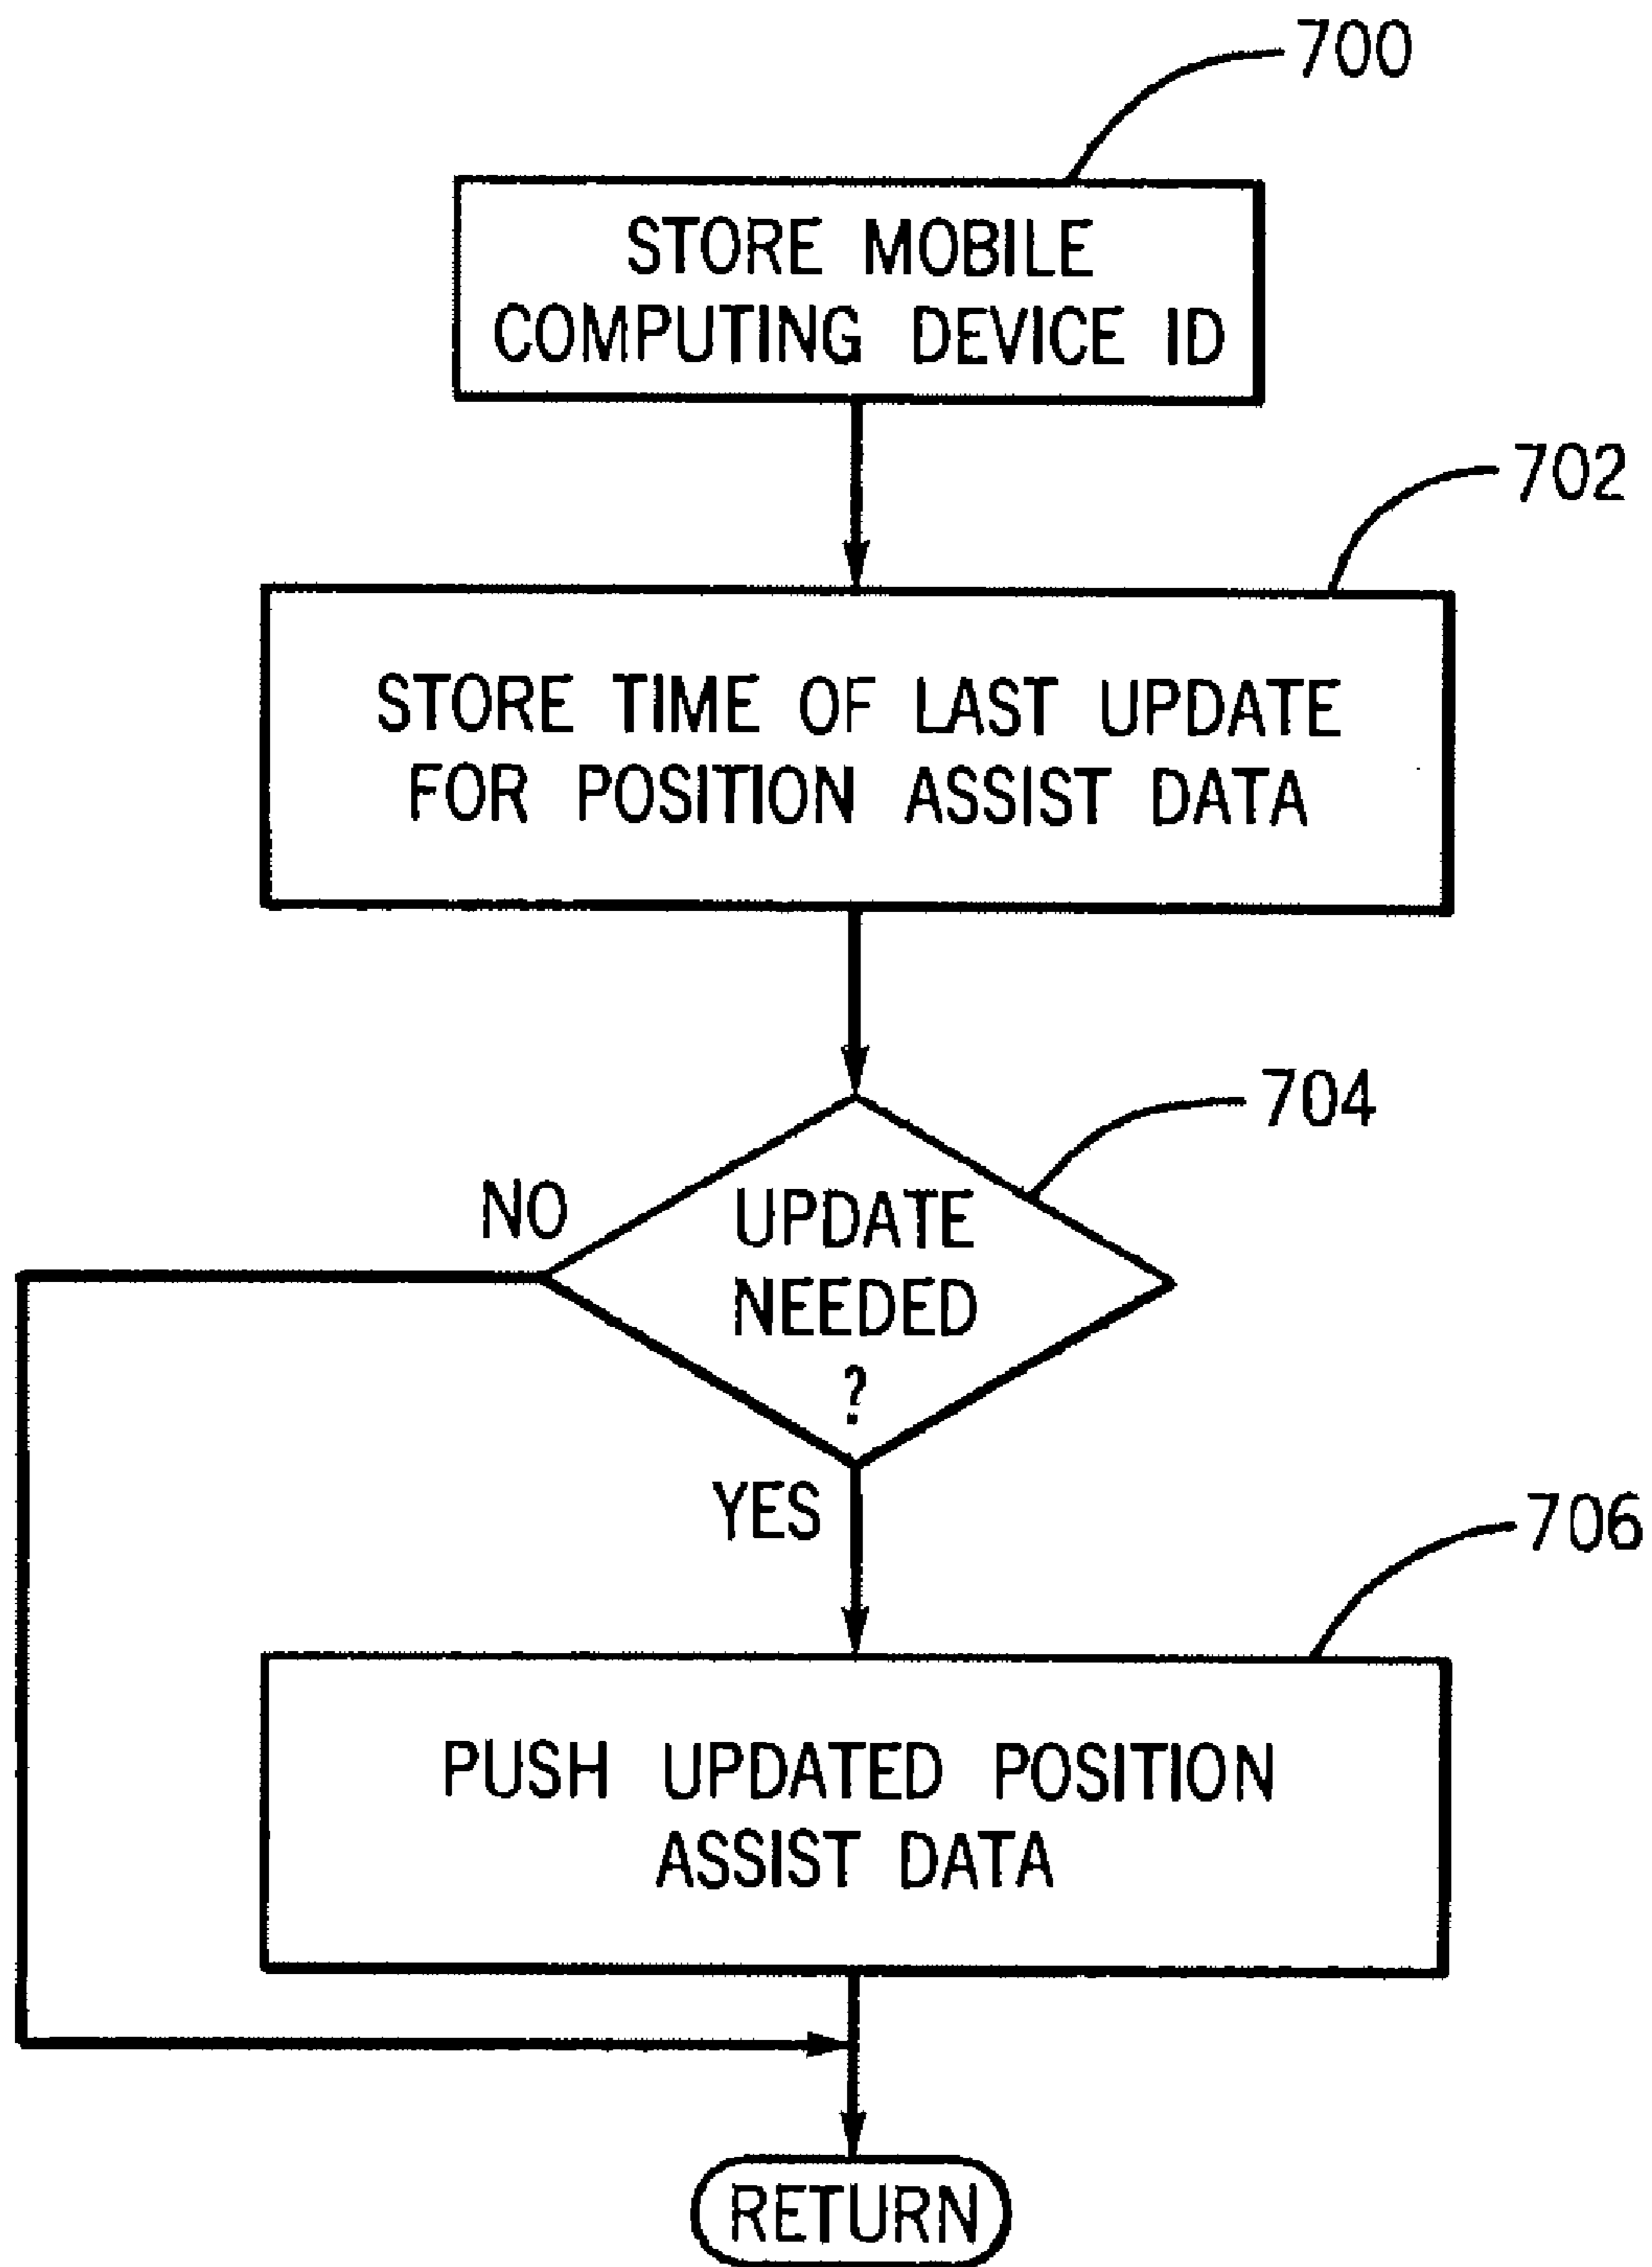 700
STORE MOBILE
COMPUTING DEVICE ID
702
STORE TIME OF LAST UPDATE
FOR POSITION ASSIST DATA
704
NO
UPDATE
NEEDED
?
YES
706
PUSH UPDATED POSITION
ASSIST DATA
RETURN